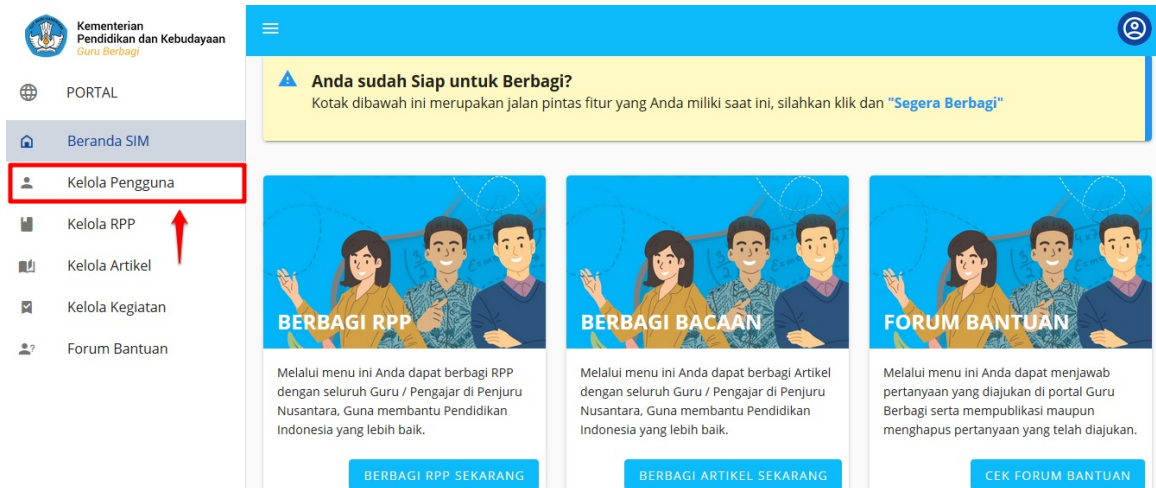 Kementerian
Pendidikan dan Kebudayaan
Guru Berbagi
PORTAL
Beranda SIM
Kelola Pengguna
Kelola RPP
Kelola Artikel
Kelola Kegiatan
Forum Bantuan
Anda sudah Siap untuk Berbagi?
Kotak dibawah ini merupakan jalan pintas fitur yang Anda miliki saat ini, silahkan klik dan "Segera Berbagi"
BERBAGI RPP
Melalui menu ini Anda dapat berbagi RPP
dengan seluruh Guru / Pengajar di Penjuru
Nusantara, Guna membantu Pendidikan
Indonesia yang lebih baik.
BERBAGI RPP SEKARANG
BERBAGI BACAAN
Melalui menu ini Anda dapat berbagi Artikel
dengan seluruh Guru / Pengajar di Penjuru
Nusantara, Guna membantu Pendidikan
Indonesia yang lebih baik.
BERBAGI ARTIKEL SEKARANG
FORUM BANTUAN
Melalui menu ini Anda dapat menjawab
pertanyaan yang diajukan di portal Guru
Berbagi serta mempublikasi maupun
menghapus pertanyaan yang telah diajukan.
CEK FORUM BANTUAN